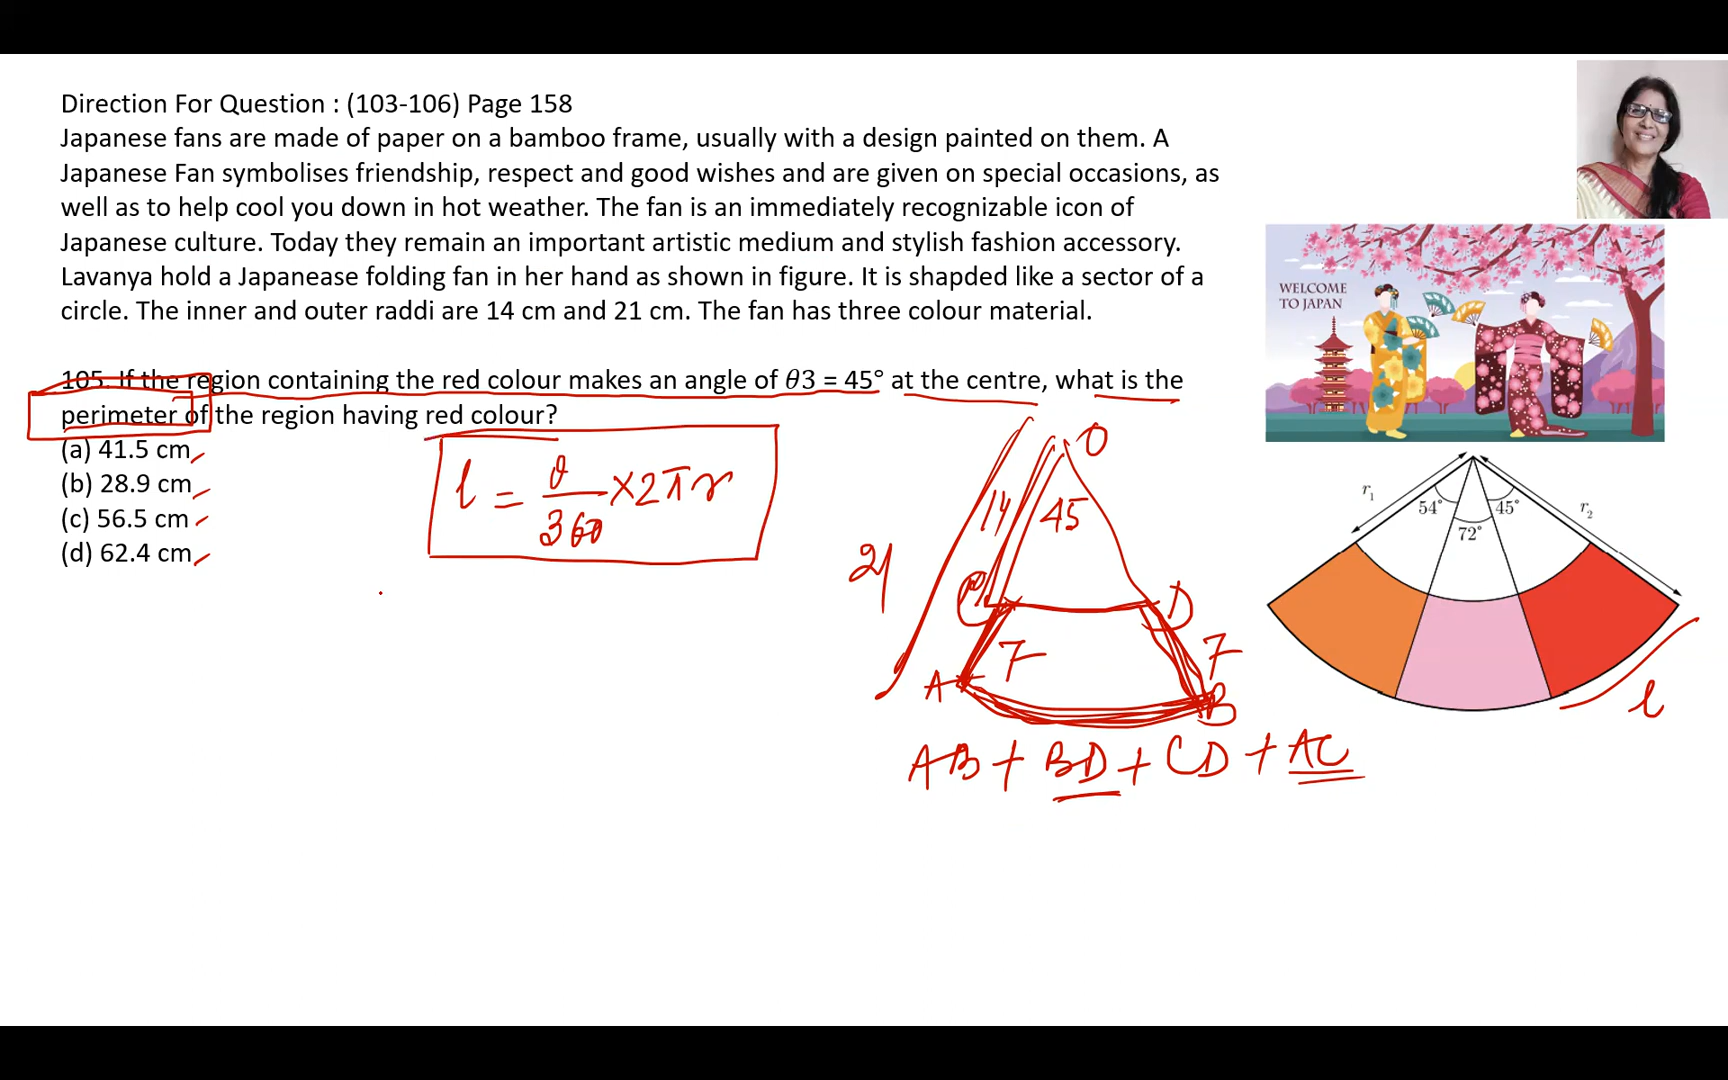 Direction For Question : (103-106) Page 158
Japanese fans are made of paper on a bamboo frame, usually with a design painted on them. A
Japanese Fan symbolises friendship, respect and good wishes and are given on special occasions, as
well as to help cool you down in hot weather. The fan is an immediately recognizable icon of
Japanese culture. Today they remain an important artistic medium and stylish fashion accessory.
Lavanya hold a Japanease folding fan in her hand as shown in figure. It is shapded like a sector of a
circle. The inner and outer raddi are 14 cm and 21 cm. The fan has three colour material.
105. If the region containing the red colour makes an angle of θ3 = 45° at the centre, what is the
perimeter of the region having red colour?
(a) 41.5 cm
(b) 28.9 cm
(c) 56.5 cm
(d) 62.4 cm
l = θ/360 × 2πr
O
14
45
21
C
D
7
7
A
B
AB + BD + CD + AC
WELCOME
TO JAPAN
r₁
54°
45°
r₂
72°
l